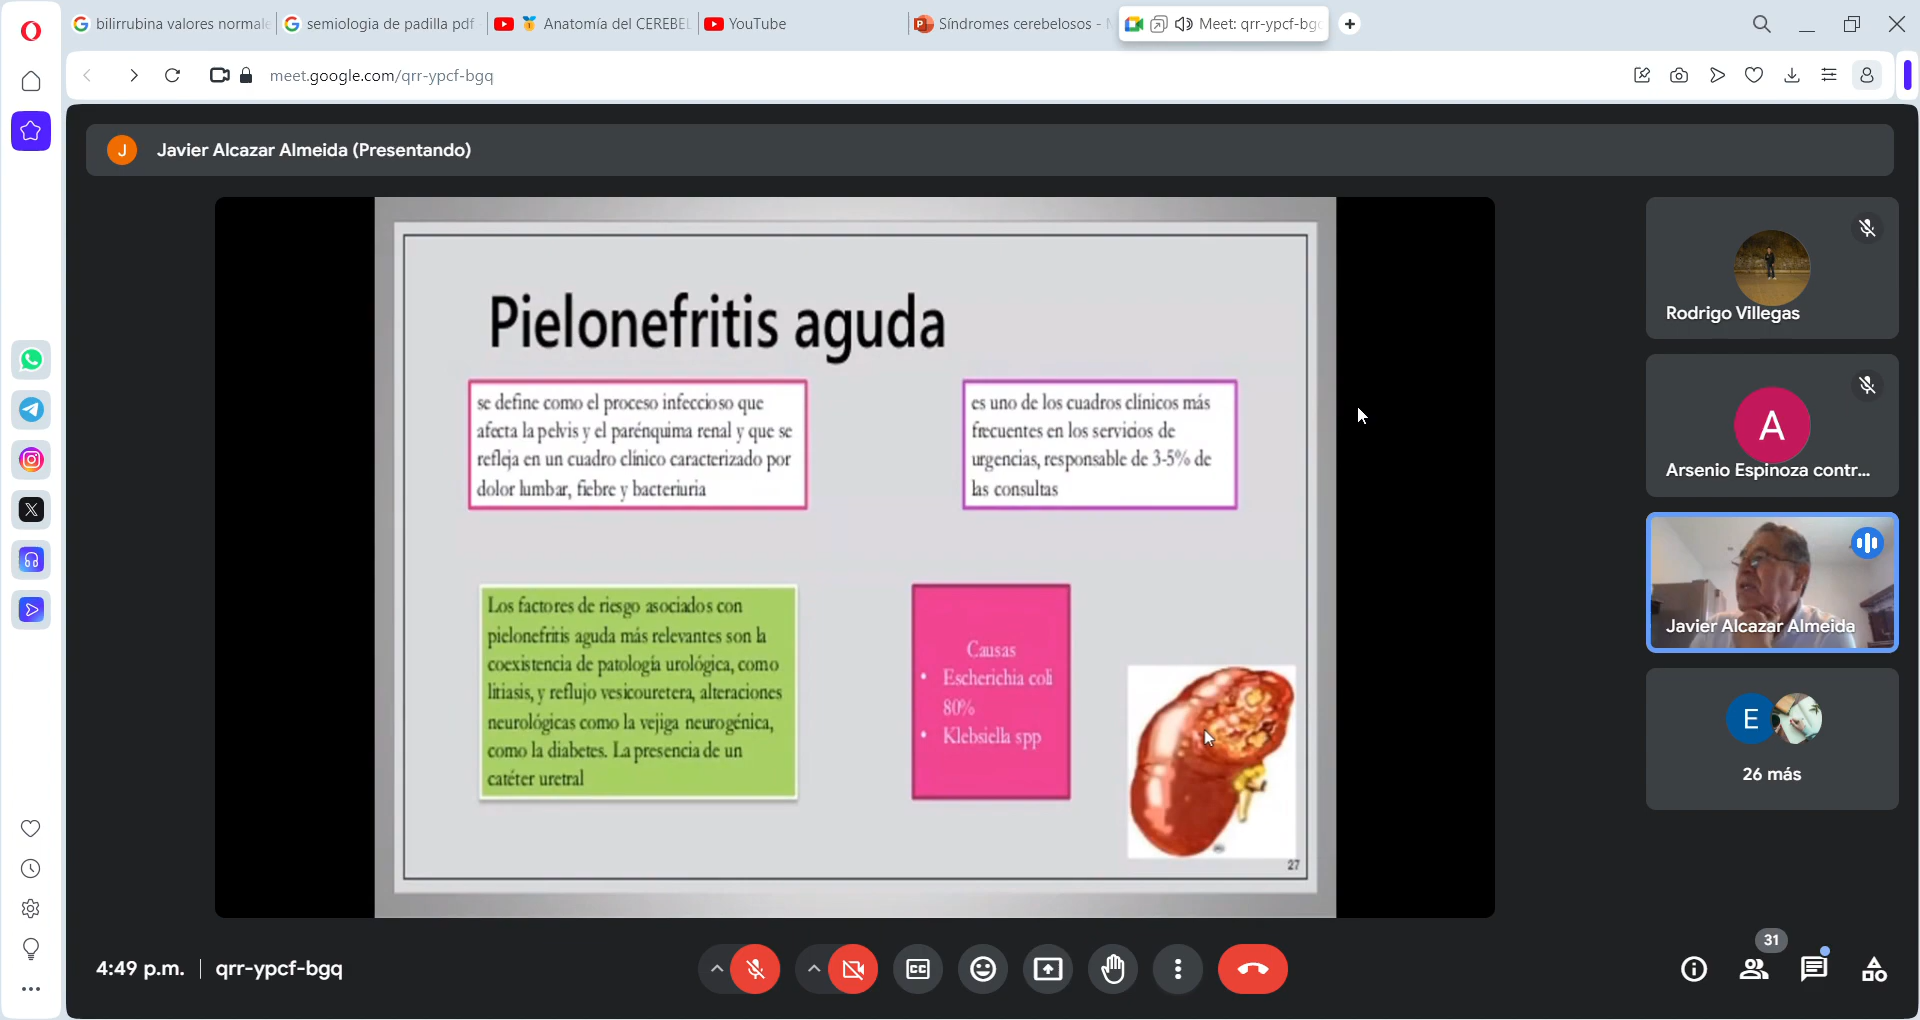 bilirrubina valores normale
semiologia de padilla pdf
Anatomía del CEREBEL
YouTube
Síndromes cerebelosos -
Meet: qrr-ypcf-bgq
meet.google.com/qrr-ypcf-bgq
J
Javier Alcazar Almeida (Presentando)
Pielonefritis aguda
se define como el proceso infeccioso que
afecta la pelvis y el parénquima renal y que se
refleja en un cuadro clínico caracterizado por
dolor lumbar, fiebre y bacteriuria
es uno de los cuadros clínicos más
frecuentes en los servicios de
urgencias, responsable de 3-5% de
las consultas
Los factores de riesgo asociados con
pielonefritis aguda más relevantes son la
coexistencia de patología urológica, como
litiasis, y reflujo vesicouretera, alteraciones
neurológicas como la vejiga neurogénica,
como la diabetes. La presencia de un
catéter uretral
Causas
• Escherichia coli
80%
• Klebsiella spp
27
Rodrigo Villegas
A
Arsenio Espinoza contr...
Javier Alcazar Almeida
E
26 más
4:49 p.m. | qrr-ypcf-bgq
CC
31